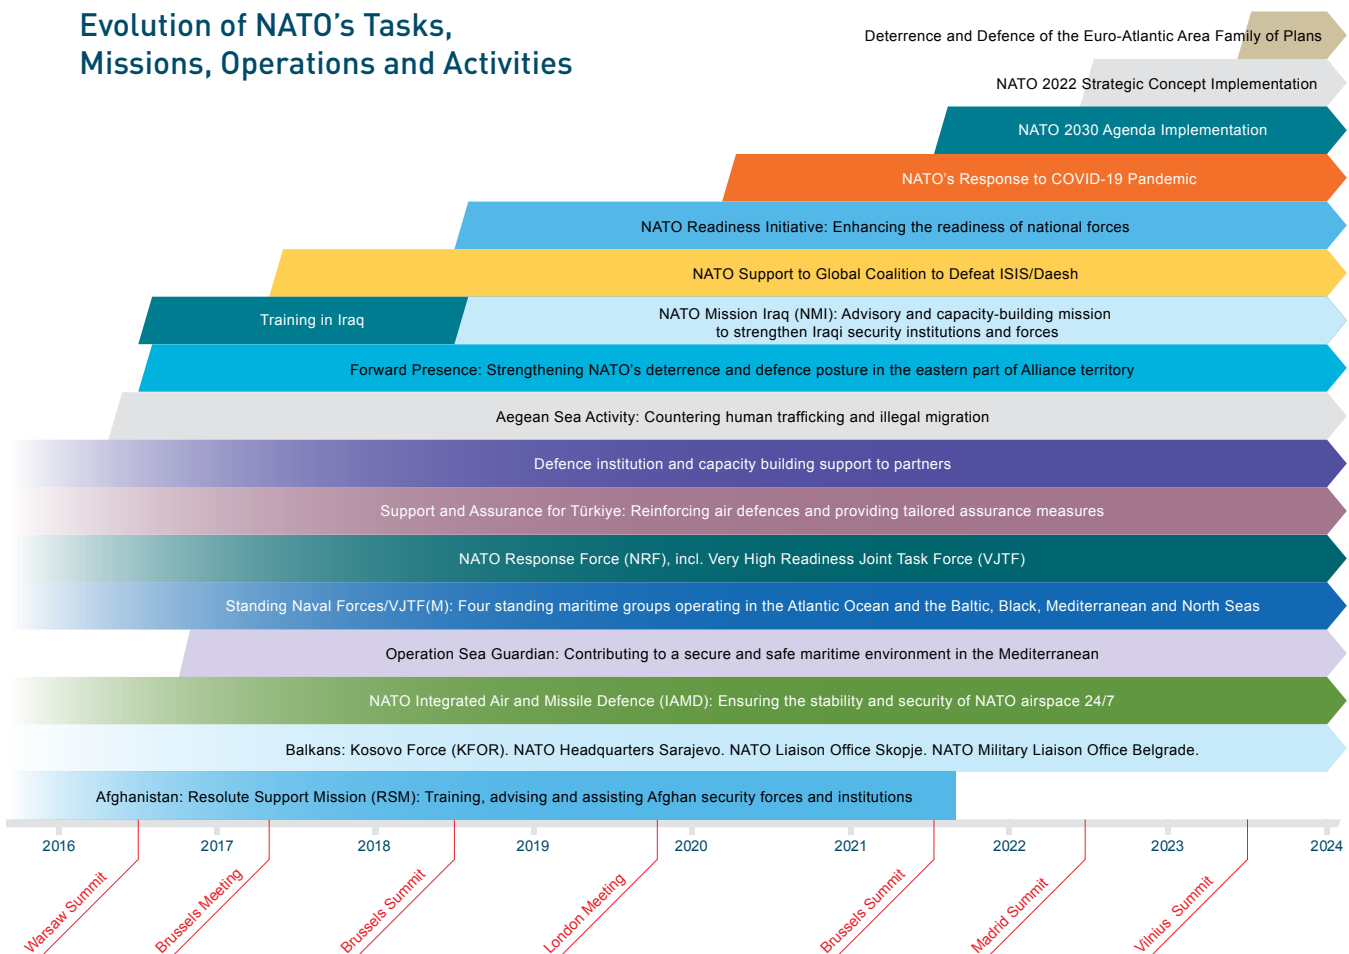 Evolution of NATO’s Tasks,
Missions, Operations and Activities
Deterrence and Defence of the Euro-Atlantic Area Family of Plans
NATO 2022 Strategic Concept Implementation
NATO 2030 Agenda Implementation
NATO’s Response to COVID-19 Pandemic
NATO Readiness Initiative: Enhancing the readiness of national forces
NATO Support to Global Coalition to Defeat ISIS/Daesh
Training in Iraq
NATO Mission Iraq (NMI): Advisory and capacity-building mission
to strengthen Iraqi security institutions and forces
Forward Presence: Strengthening NATO’s deterrence and defence posture in the eastern part of Alliance territory
Aegean Sea Activity: Countering human trafficking and illegal migration
Defence institution and capacity building support to partners
Support and Assurance for Türkiye: Reinforcing air defences and providing tailored assurance measures
NATO Response Force (NRF), incl. Very High Readiness Joint Task Force (VJTF)
Standing Naval Forces/VJTF(M): Four standing maritime groups operating in the Atlantic Ocean and the Baltic, Black, Mediterranean and North Seas
Operation Sea Guardian: Contributing to a secure and safe maritime environment in the Mediterranean
NATO Integrated Air and Missile Defence (IAMD): Ensuring the stability and security of NATO airspace 24/7
Balkans: Kosovo Force (KFOR). NATO Headquarters Sarajevo. NATO Liaison Office Skopje. NATO Military Liaison Office Belgrade.
Afghanistan: Resolute Support Mission (RSM): Training, advising and assisting Afghan security forces and institutions
2016
2017
2018
2019
2020
2021
2022
2023
2024
Warsaw Summit
Brussels Meeting
Brussels Summit
London Meeting
Brussels Summit
Madrid Summit
Vilnius Summit